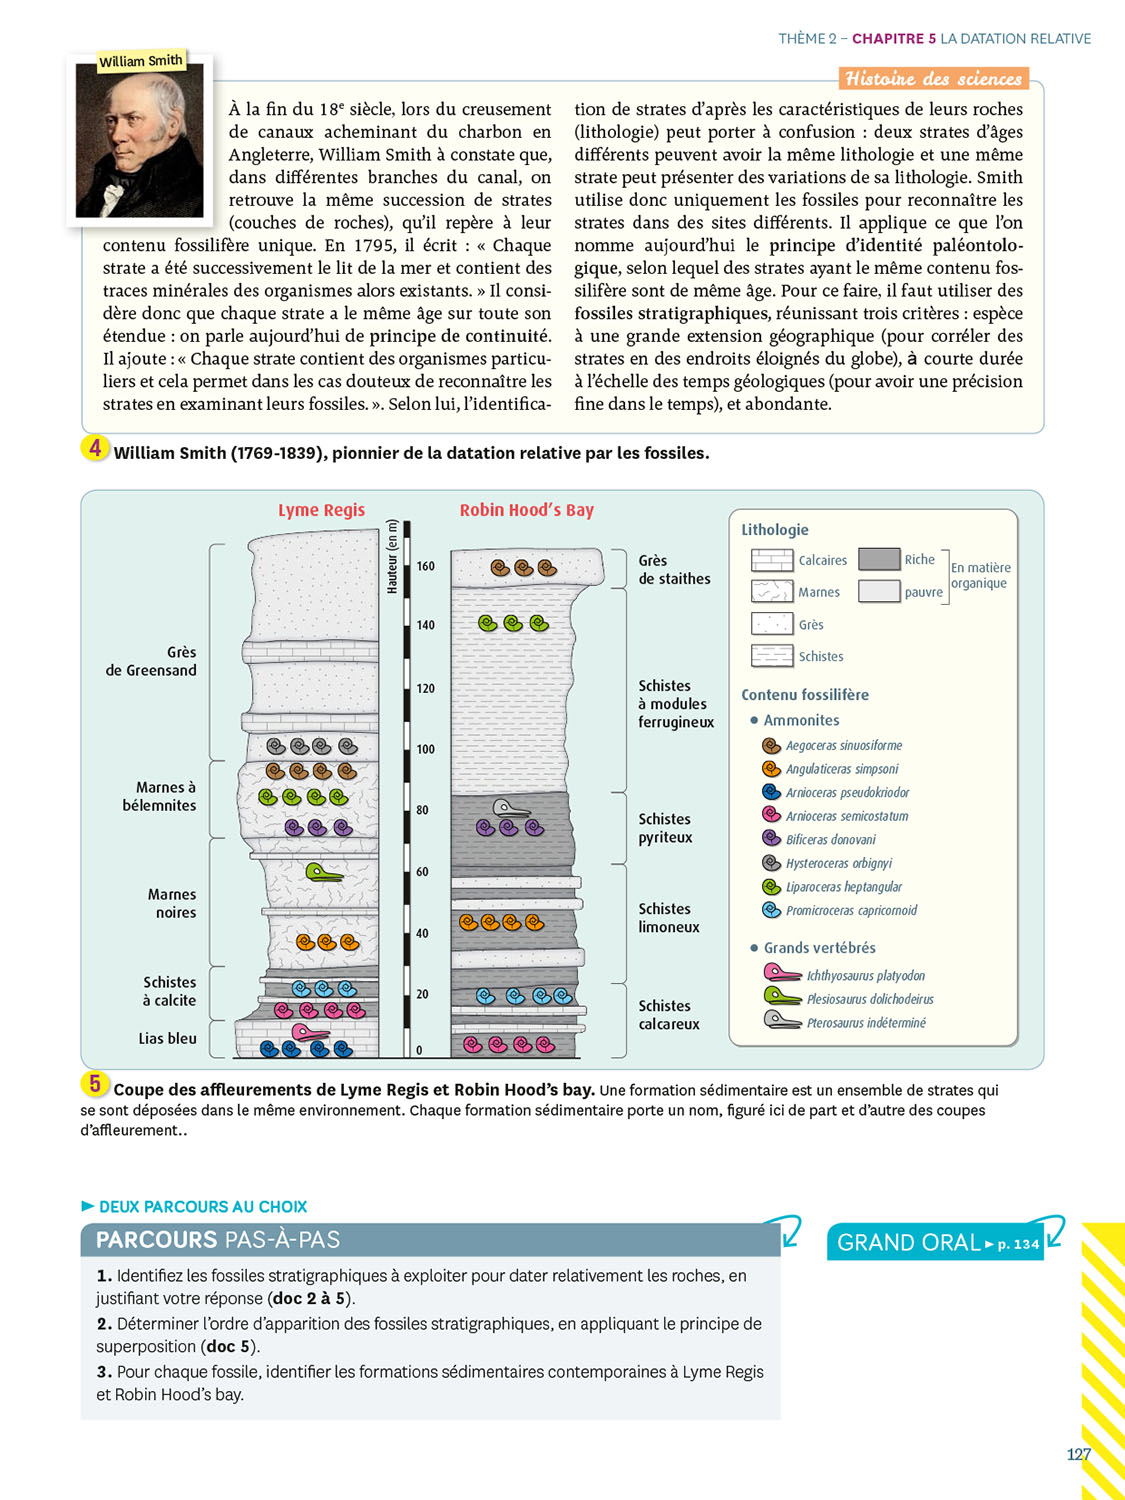 THÈME 2 – CHAPITRE 5 LA DATATION RELATIVE
William Smith
Histoire des sciences
À la fin du 18e siècle, lors du creusement
de canaux acheminant du charbon en
Angleterre, William Smith à constate que,
dans différentes branches du canal, on
retrouve la même succession de strates
(couches de roches), qu'il repère à leur
contenu fossilifère unique. En 1795, il écrit : « Chaque
strate a été successivement le lit de la mer et contient des
traces minérales des organismes alors existants. » Il consi-
dère donc que chaque strate a le même âge sur toute son
étendue : on parle aujourd'hui de principe de continuité.
Il ajoute : « Chaque strate contient des organismes particu-
liers et cela permet dans les cas douteux de reconnaître les
strates en examinant leurs fossiles. ». Selon lui, l'identifica-
tion de strates d'après les caractéristiques de leurs roches
(lithologie) peut porter à confusion : deux strates d'âges
différents peuvent avoir la même lithologie et une même
strate peut présenter des variations de sa lithologie. Smith
utilise donc uniquement les fossiles pour reconnaître les
strates dans des sites différents. Il applique ce que l'on
nomme aujourd'hui le principe d'identité paléontolo-
gique, selon lequel des strates ayant le même contenu fos-
silifère sont de même âge. Pour ce faire, il faut utiliser des
fossiles stratigraphiques, réunissant trois critères : espèce
à une grande extension géographique (pour corréler des
strates en des endroits éloignés du globe), à courte durée
à l'échelle des temps géologiques (pour avoir une précision
fine dans le temps), et abondante.
4 William Smith (1769-1839), pionnier de la datation relative par les fossiles.
Lyme Regis
Grès
de Greensand
Marnes à
bélemnites
Marnes
noires
Schistes
à calcite
Lias bleu
Hauteur (en m)
160
140
120
100
80
60
40
20
0
Robin Hood's Bay
Grès
de staithes
Schistes
à modules
ferrugineux
Schistes
pyriteux
Schistes
limoneux
Schistes
calcareux
Lithologie
Calcaires
Marnes
Grès
Schistes
Riche
pauvre
En matière
organique
Contenu fossilifère
• Ammonites
Aegoceras sinuosiforme
Angulaticeras simpsoni
Arnioceras pseudokriodor
Arnioceras semicostatum
Bificeras donovani
Hysteroceras orbignyi
Liparoceras heptangular
Promicroceras capricornoid
• Grands vertébrés
Ichthyosaurus platyodon
Plesiosaurus dolichodeirus
Pterosaurus indéterminé
5 Coupe des affleurements de Lyme Regis et Robin Hood's bay. Une formation sédimentaire est un ensemble de strates qui
se sont déposées dans le même environnement. Chaque formation sédimentaire porte un nom, figuré ici de part et d'autre des coupes
d'affleurement..
► DEUX PARCOURS AU CHOIX
PARCOURS PAS-À-PAS
1. Identifiez les fossiles stratigraphiques à exploiter pour dater relativement les roches, en
justifiant votre réponse (doc 2 à 5).
2. Déterminer l'ordre d'apparition des fossiles stratigraphiques, en appliquant le principe de
superposition (doc 5).
3. Pour chaque fossile, identifier les formations sédimentaires contemporaines à Lyme Regis
et Robin Hood's bay.
GRAND ORAL ► p. 134
127